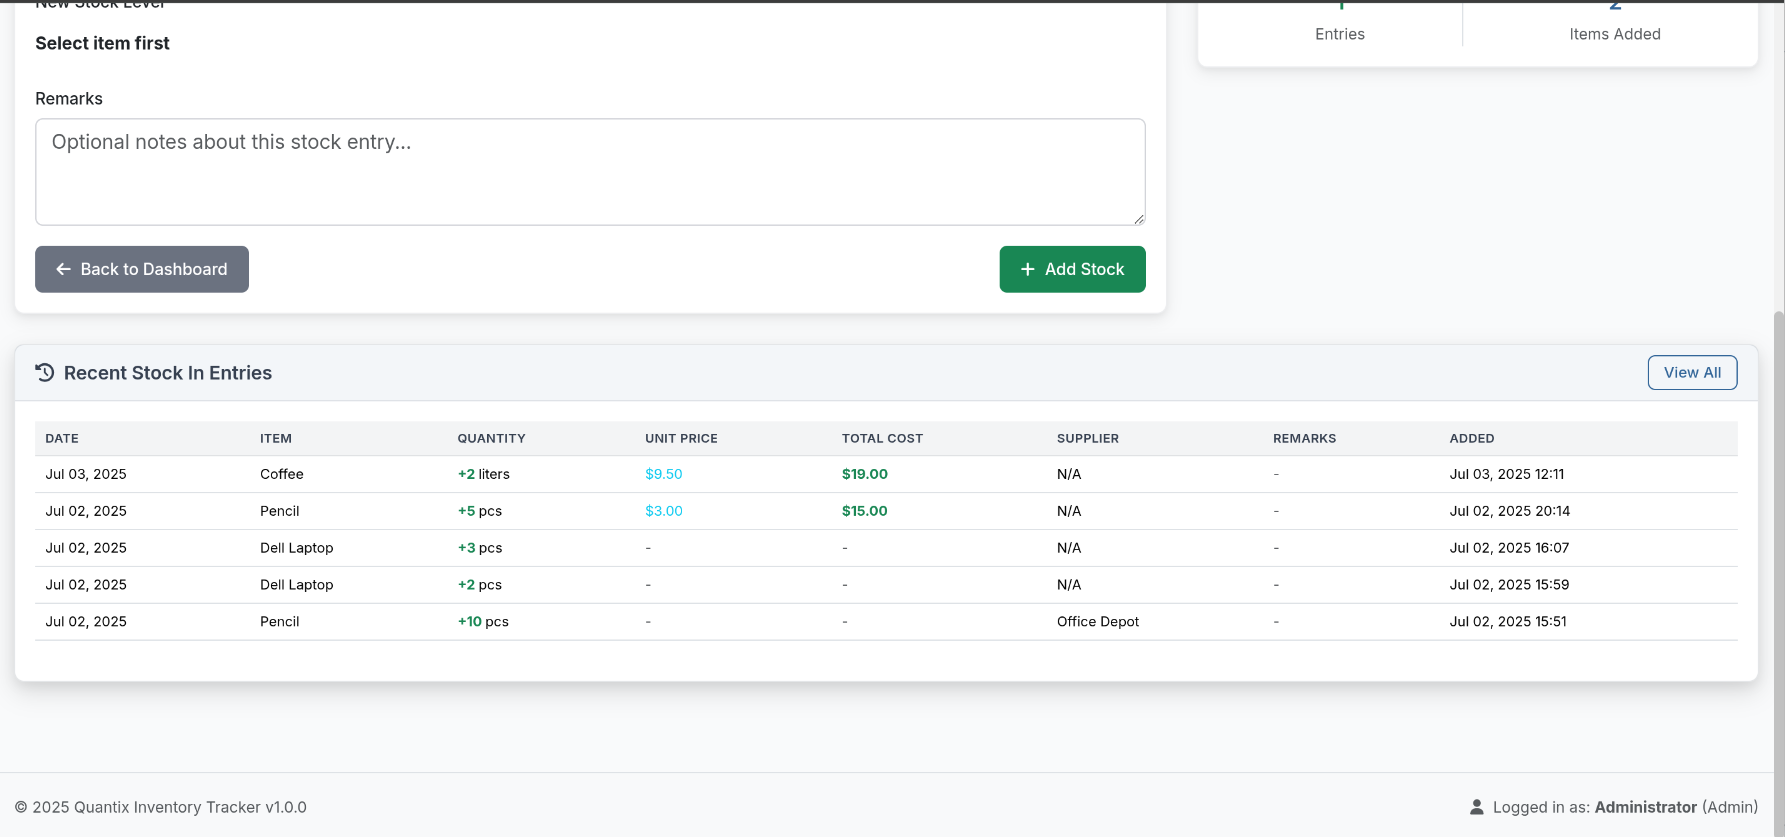 New Stock Level
Select item first
Remarks
Optional notes about this stock entry...
Back to Dashboard
Add Stock
Entries
Items Added
Recent Stock In Entries
View All
DATE ITEM QUANTITY UNIT PRICE TOTAL COST SUPPLIER REMARKS ADDED
Jul 03, 2025 Coffee +2 liters $9.50 $19.00 N/A - Jul 03, 2025 12:11
Jul 02, 2025 Pencil +5 pcs $3.00 $15.00 N/A - Jul 02, 2025 20:14
Jul 02, 2025 Dell Laptop +3 pcs - - N/A - Jul 02, 2025 16:07
Jul 02, 2025 Dell Laptop +2 pcs - - N/A - Jul 02, 2025 15:59
Jul 02, 2025 Pencil +10 pcs - - Office Depot - Jul 02, 2025 15:51
© 2025 Quantix Inventory Tracker v1.0.0
Logged in as: Administrator (Admin)